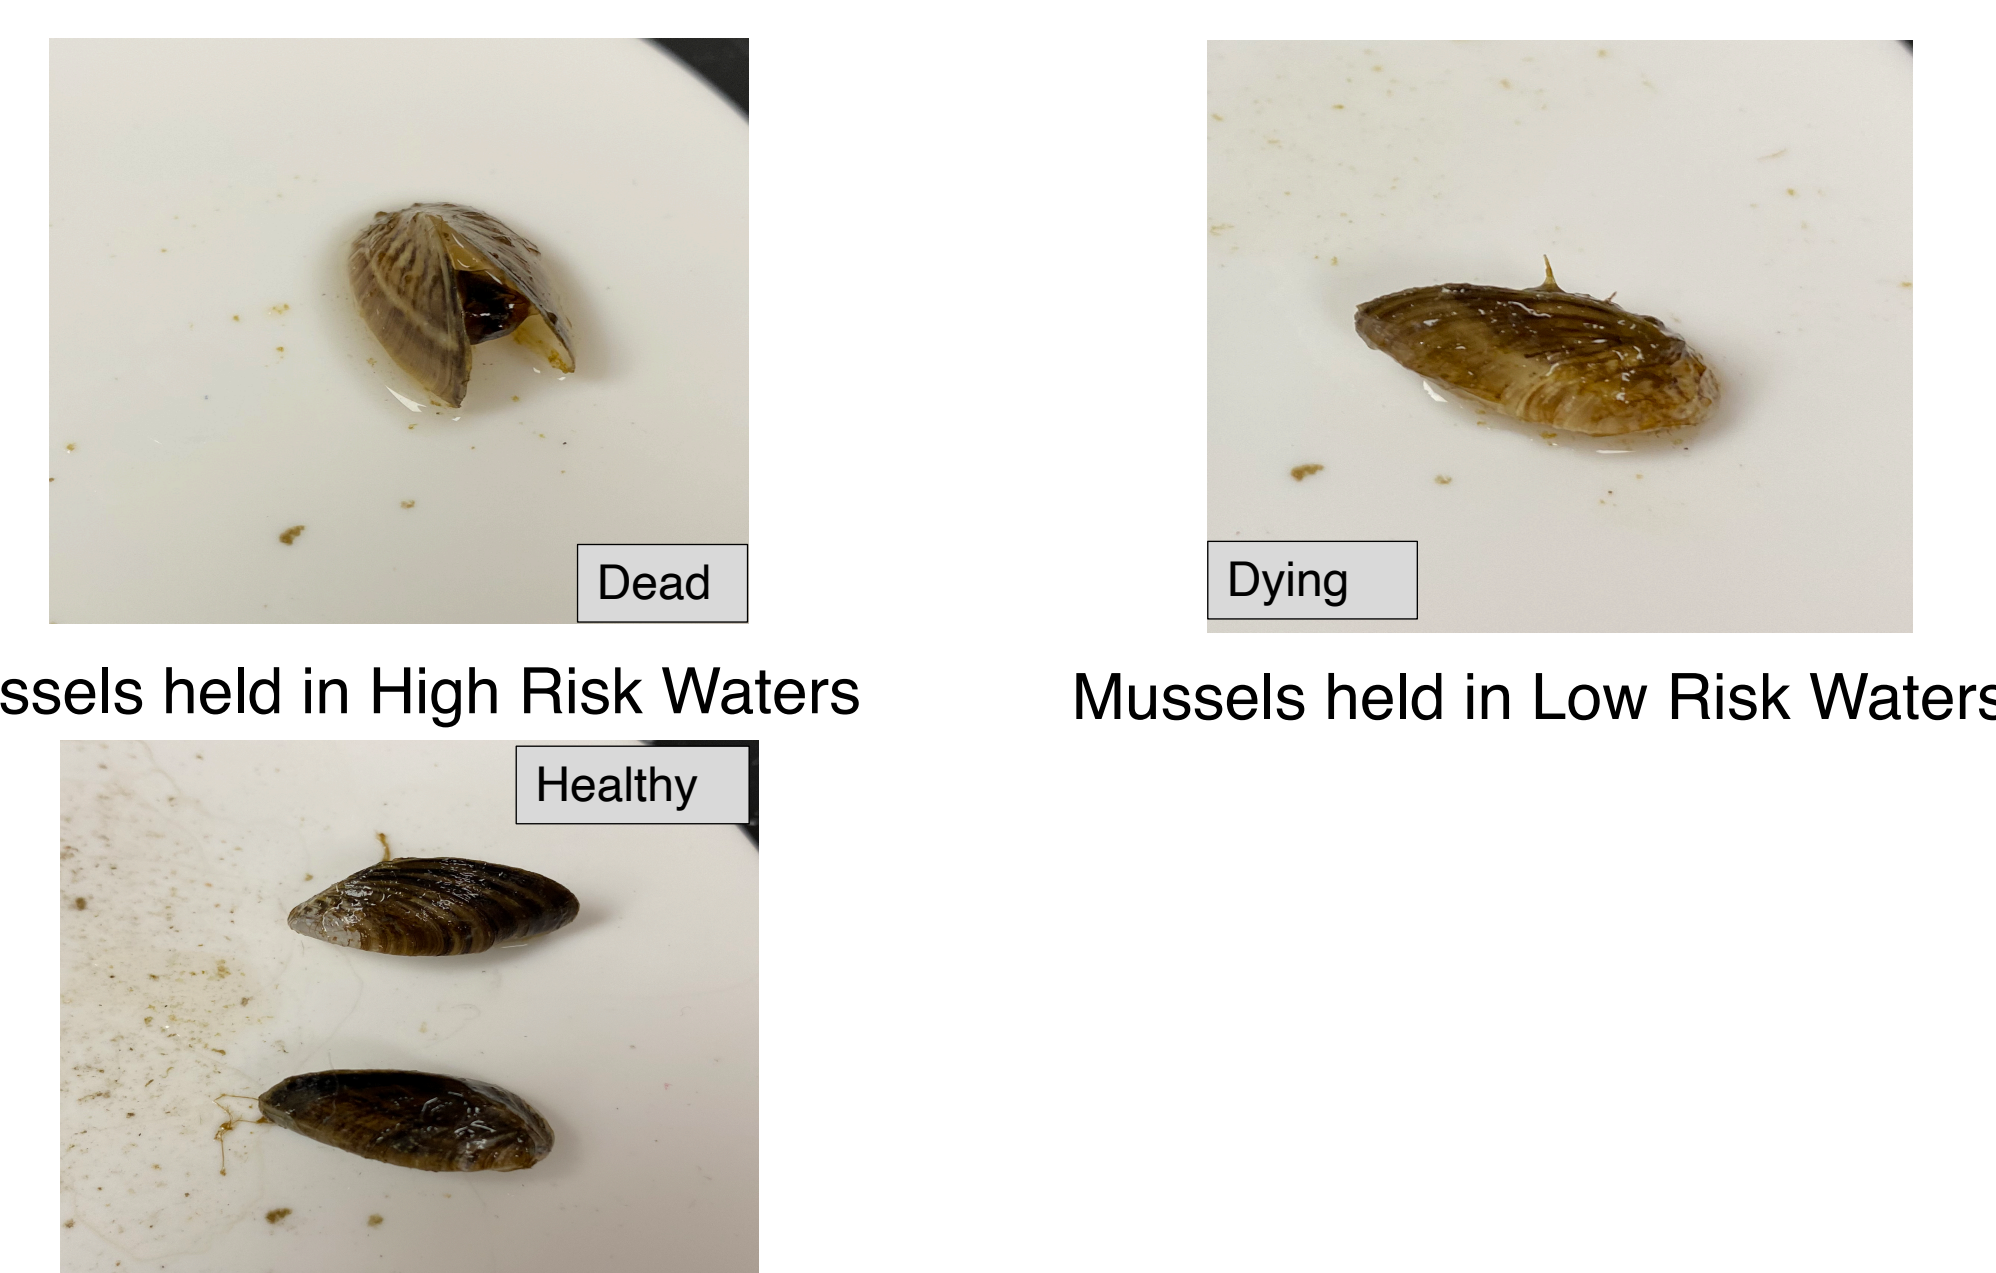 Dead
Dying
ssels held in High Risk Waters
Mussels held in Low Risk Waters
Healthy